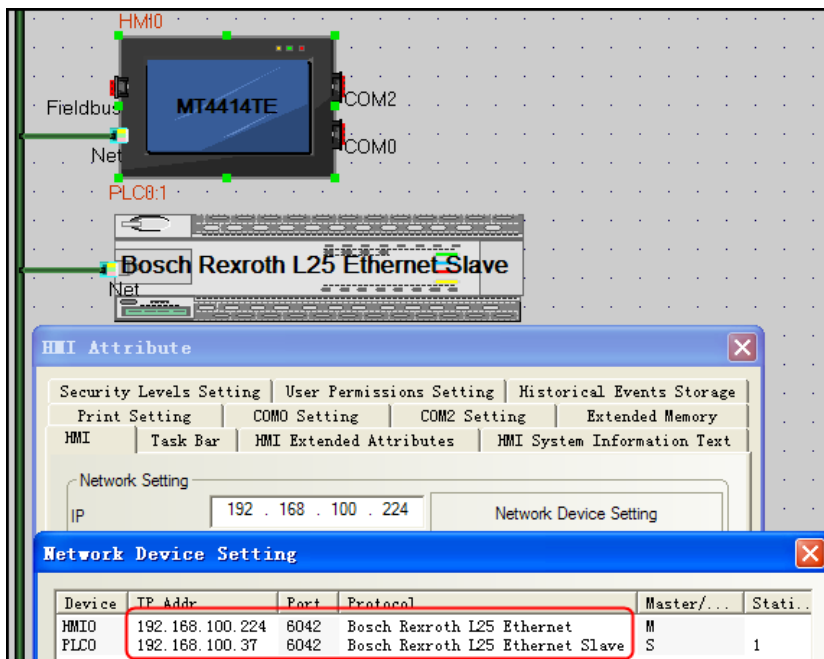 HMI0
MT4414TE
Fieldbus
COM2
Net
COM0
PLC0:1
Bosch Rexroth L25 Ethernet Slave
Net
HMI Attribute
Security Levels Setting User Permissions Setting Historical Events Storage
Print Setting COM0 Setting COM2 Setting Extended Memory
HMI Task Bar HMI Extended Attributes HMI System Information Text
Network Setting
IP 192 . 168 . 100 . 224 Network Device Setting
Network Device Setting
Device IP Addr Port Protocol Master/... Stati..
HMI0 192.168.100.224 6042 Bosch Rexroth L25 Ethernet M
PLC0 192.168.100.37 6042 Bosch Rexroth L25 Ethernet Slave S 1